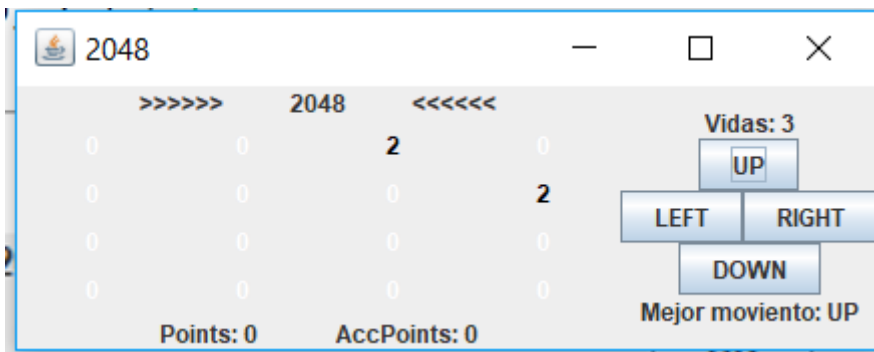 2048
>>>>>> 2048 <<<<<<
0 0 2 0
0 0 0 2
0 0 0 0
0 0 0 0
Points: 0 AccPoints: 0
Vidas: 3
UP
LEFT RIGHT
DOWN
Mejor moviento: UP